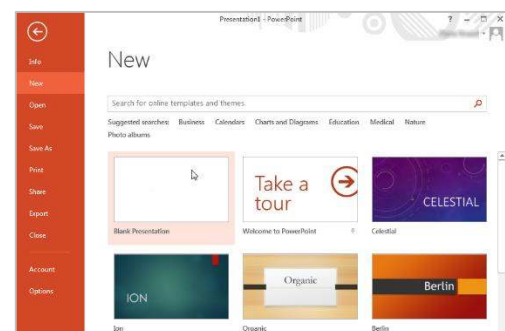 Presentation1 - PowerPoint
?
Info
New
Open
Save
Save As
Print
Share
Export
Close
Account
Options
New
Search for online templates and themes
Suggested searches: Business Calendars Charts and Diagrams Education Medical Nature
Photo albums
Blank Presentation
Take a
tour
Welcome to PowerPoint
CELESTIAL
Celestial
ION
Ion
Organic
Organic
Berlin
Berlin